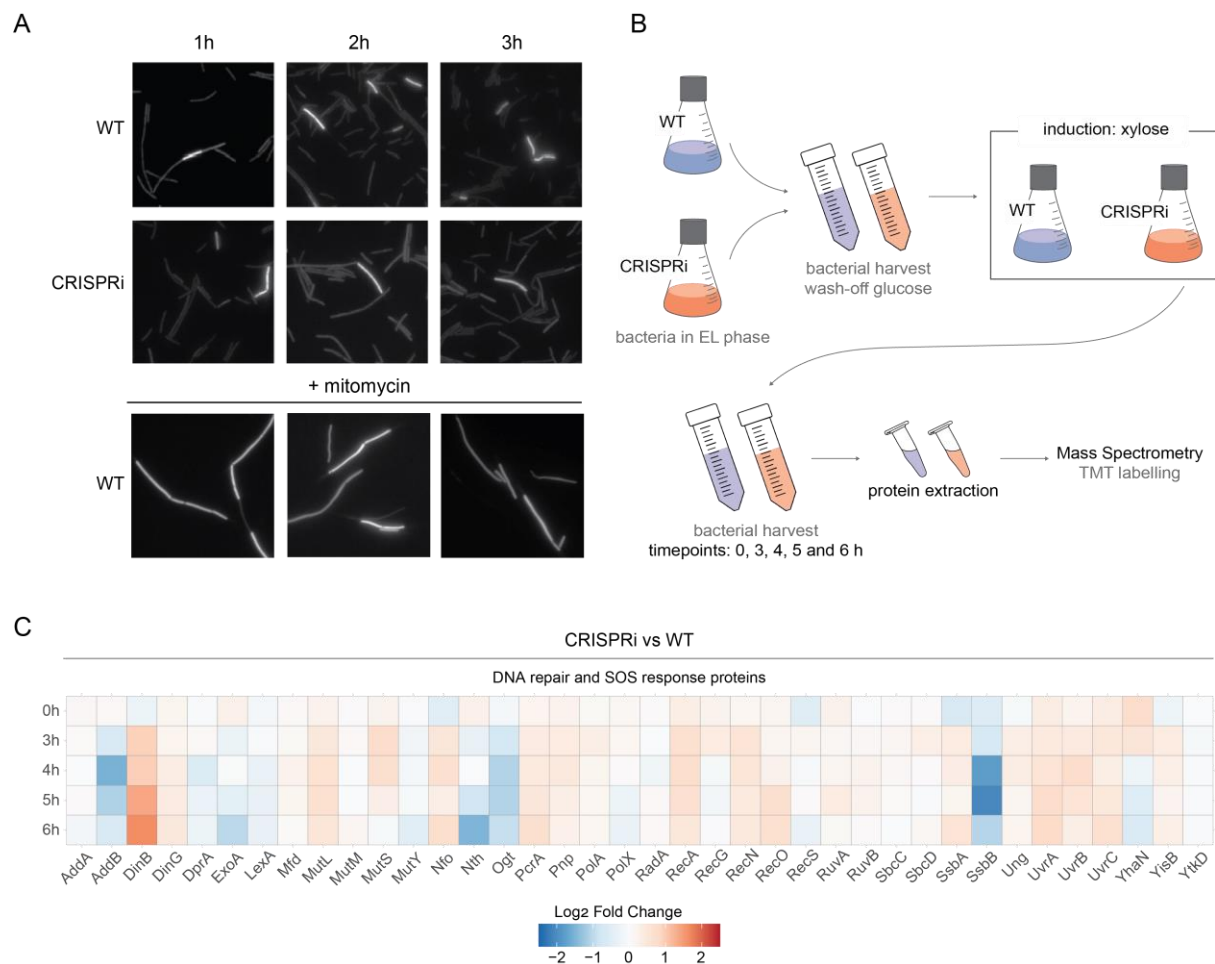 A
1h 2h 3h
WT
CRISPRi
+ mitomycin
WT
B
WT
CRISPRi
bacteria in EL phase
bacterial harvest
wash-off glucose
induction: xylose
WT
CRISPRi
bacterial harvest
timepoints: 0, 3, 4, 5 and 6 h
protein extraction
Mass Spectrometry
TMT labelling
C
CRISPRi vs WT
DNA repair and SOS response proteins
0h
3h
4h
5h
6h
AddA AddB DinB DinG DprA ExoA LexA Mfd MutL MutM MutS MutY Nfo Nth Ogt PcrA Pnp PolA PolX RadA RecA RecG RecN RecO RecS RuvA RuvB SbcC SbcD SsbA SsbB Ung UvrA UvrB UvrC YhaN YisB YtkD
Log2 Fold Change
−2 −1 0 1 2